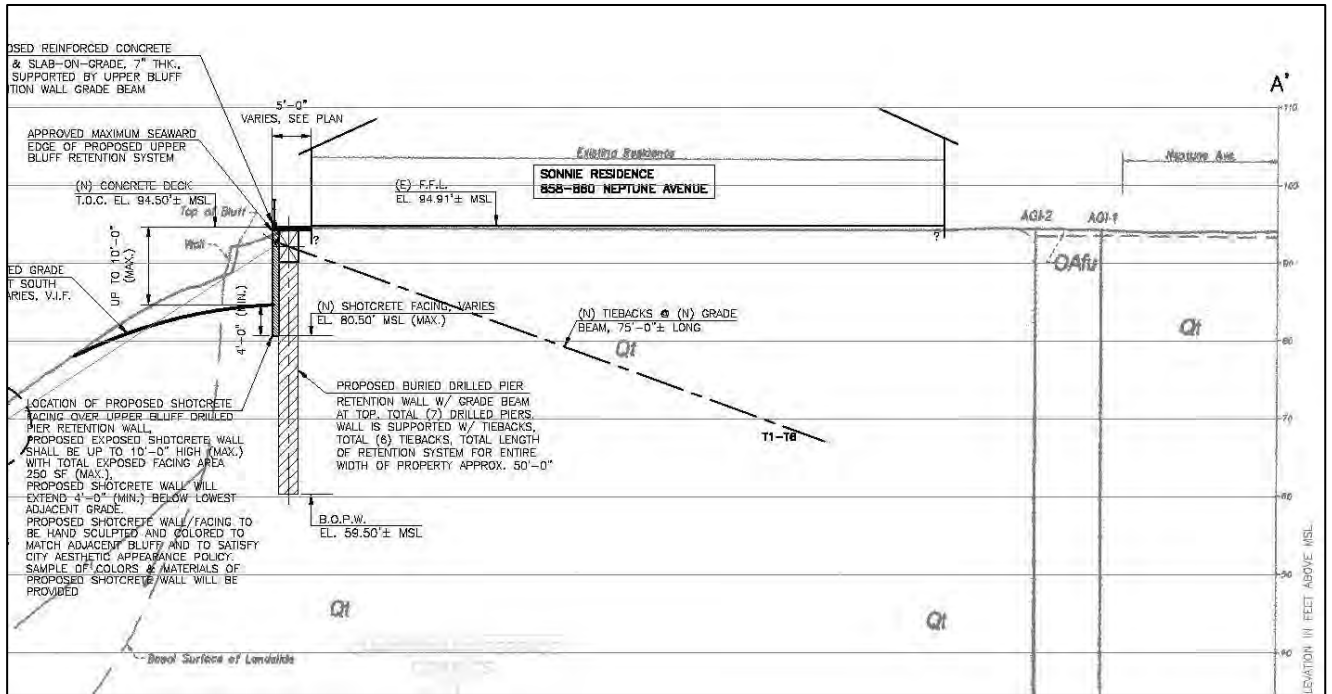 OSED REINFORCED CONCRETE
& SLAB-ON-GRADE, 7" THK.,
SUPPORTED BY UPPER BLUFF
TION WALL GRADE BEAM
5'-0"
VARIES, SEE PLAN
A'
APPROVED MAXIMUM SEAWARD
EDGE OF PROPOSED UPPER
BLUFF RETENTION SYSTEM
Existing Residence
Neptune Ave.
SONNIE RESIDENCE
858-860 NEPTUNE AVENUE
(N) CONCRETE DECK
T.O.C. EL. 94.50'± MSL
(E) F.F.L.
EL. 94.91'± MSL
Top of Bluff
Wall
AGI-2
AGI-1
?
?
QAfu
UP TO 10'-0"
(MAX.)
ED GRADE
T SOUTH
ARIES, V.I.F.
4'-0" (MIN.)
(N) SHOTCRETE FACING, VARIES
EL. 80.50' MSL (MAX.)
(N) TIEBACKS @ (N) GRADE
BEAM, 75'-0"± LONG
Qt
Qt
PROPOSED BURIED DRILLED PIER
RETENTION WALL W/ GRADE BEAM
AT TOP. TOTAL (7) DRILLED PIERS.
WALL IS SUPPORTED W/ TIEBACKS,
TOTAL (6) TIEBACKS, TOTAL LENGTH
OF RETENTION SYSTEM FOR ENTIRE
WIDTH OF PROPERTY APPROX. 50'-0"
T1-T6
LOCATION OF PROPOSED SHOTCRETE
FACING OVER UPPER BLUFF DRILLED
PIER RETENTION WALL.
PROPOSED EXPOSED SHOTCRETE WALL
SHALL BE UP TO 10'-0" HIGH (MAX.)
WITH TOTAL EXPOSED FACING AREA
250 SF (MAX.).
PROPOSED SHOTCRETE WALL WILL
EXTEND 4'-0" (MIN.) BELOW LOWEST
ADJACENT GRADE.
PROPOSED SHOTCRETE WALL/FACING TO
BE HAND SCULPTED AND COLORED TO
MATCH ADJACENT BLUFF AND TO SATISFY
CITY AESTHETIC APPEARANCE POLICY.
SAMPLE OF COLORS & MATERIALS OF
PROPOSED SHOTCRETE WALL WILL BE
PROVIDED
B.O.P.W.
EL. 59.50'± MSL
Qt
Qt
Basal Surface of Landslide
110
100
90
80
70
60
50
40
LEVATION IN FEET ABOVE MSL